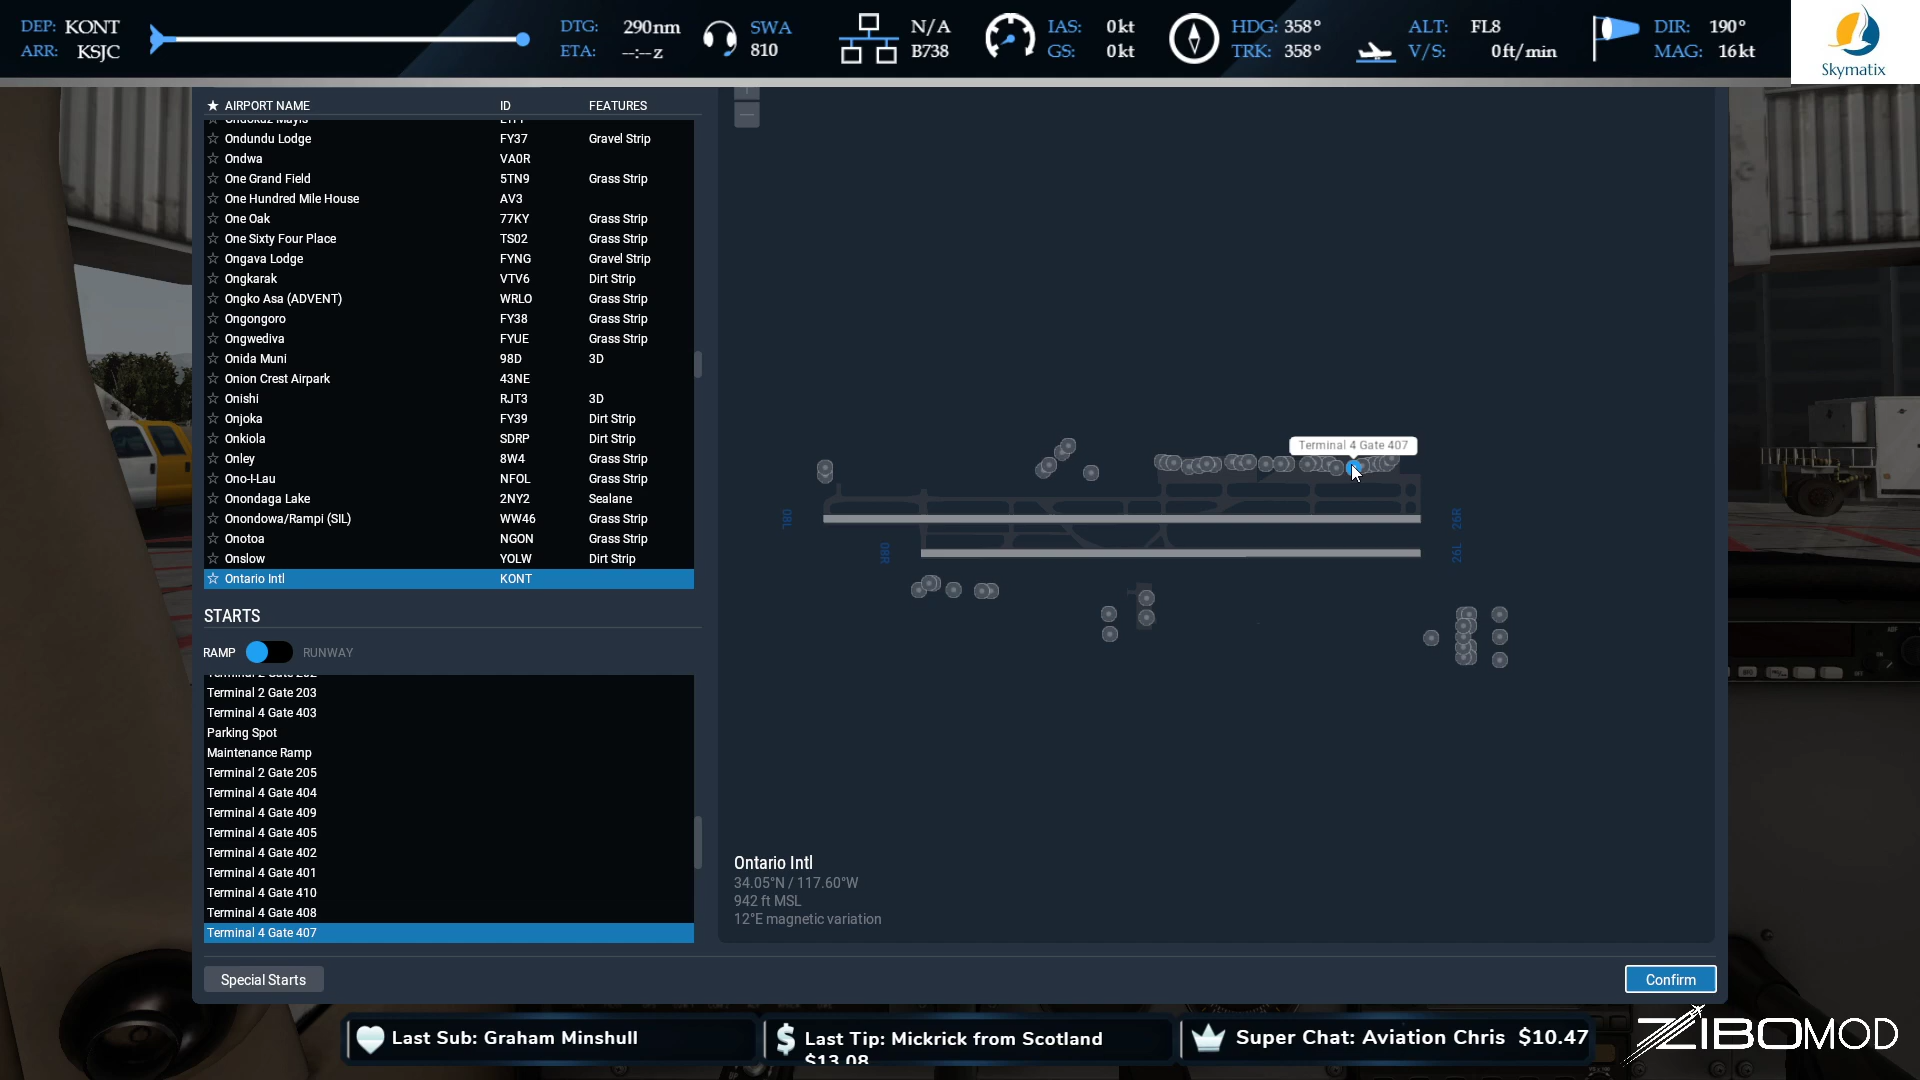 DEP: KONT
ARR: KSJC
DTG: 290nm
ETA: --:--z
SWA
810
N/A
B738
IAS: 0kt
GS: 0kt
HDG: 358°
TRK: 358°
ALT: FL8
V/S: 0ft/min
DIR: 190°
MAG: 16kt
Skymatix
★ AIRPORT NAME ID FEATURES
☆ Ondundu Lodge FY37 Gravel Strip
☆ Ondwa VA0R
☆ One Grand Field 5TN9 Grass Strip
☆ One Hundred Mile House AV3
☆ One Oak 77KY Grass Strip
☆ One Sixty Four Place TS02 Grass Strip
☆ Ongava Lodge FYNG Gravel Strip
☆ Ongkarak VTV6 Dirt Strip
☆ Ongko Asa (ADVENT) WRLO Grass Strip
☆ Ongongoro FY38 Grass Strip
☆ Ongwediva FYUE Grass Strip
☆ Onida Muni 98D 3D
☆ Onion Crest Airpark 43NE
☆ Onishi RJT3 3D
☆ Onjoka FY39 Dirt Strip
☆ Onkiola SDRP Dirt Strip
☆ Onley 8W4 Grass Strip
☆ Ono-I-Lau NFOL Grass Strip
☆ Onondaga Lake 2NY2 Sealane
☆ Onondowa/Rampi (SIL) WW46 Grass Strip
☆ Onotoa NGON Grass Strip
☆ Onslow YOLW Dirt Strip
☆ Ontario Intl KONT
STARTS
RAMP RUNWAY
Terminal 2 Gate 202
Terminal 2 Gate 203
Terminal 4 Gate 403
Parking Spot
Maintenance Ramp
Terminal 2 Gate 205
Terminal 4 Gate 404
Terminal 4 Gate 409
Terminal 4 Gate 405
Terminal 4 Gate 402
Terminal 4 Gate 401
Terminal 4 Gate 410
Terminal 4 Gate 408
Terminal 4 Gate 407
Special Starts
Terminal 4 Gate 407
08L
26R
08R
26L
Ontario Intl
34.05°N / 117.60°W
942 ft MSL
12°E magnetic variation
Confirm
Last Sub: Graham Minshull
Last Tip: Mickrick from Scotland
$13.08
Super Chat: Aviation Chris $10.47
ZIBOMOD